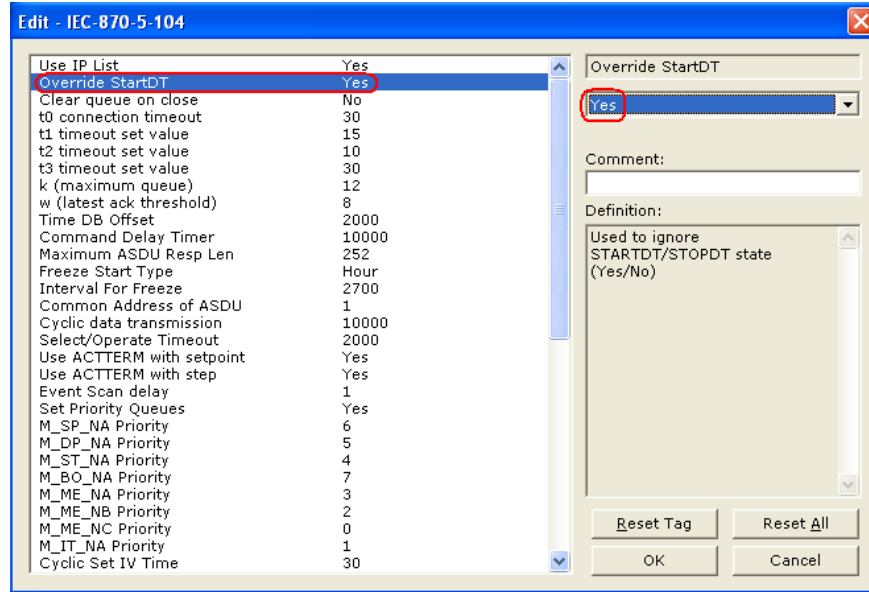 Edit - IEC-870-5-104
Use IP List Yes
Override StartDT Yes
Clear queue on close No
t0 connection timeout 30
t1 timeout set value 15
t2 timeout set value 10
t3 timeout set value 30
k (maximum queue) 12
w (latest ack threshold) 8
Time DB Offset 2000
Command Delay Timer 10000
Maximum ASDU Resp Len 252
Freeze Start Type Hour
Interval For Freeze 2700
Common Address of ASDU 1
Cyclic data transmission 10000
Select/Operate Timeout 2000
Use ACTTERM with setpoint Yes
Use ACTTERM with step Yes
Event Scan delay 1
Set Priority Queues Yes
M_SP_NA Priority 6
M_DP_NA Priority 5
M_ST_NA Priority 4
M_BO_NA Priority 7
M_ME_NA Priority 3
M_ME_NB Priority 2
M_ME_NC Priority 0
M_IT_NA Priority 1
Cyclic Set IV Time 30
Override StartDT
Yes
Comment:
Definition:
Used to ignore
STARTDT/STOPDT state
(Yes/No)
Reset Tag
Reset All
OK
Cancel